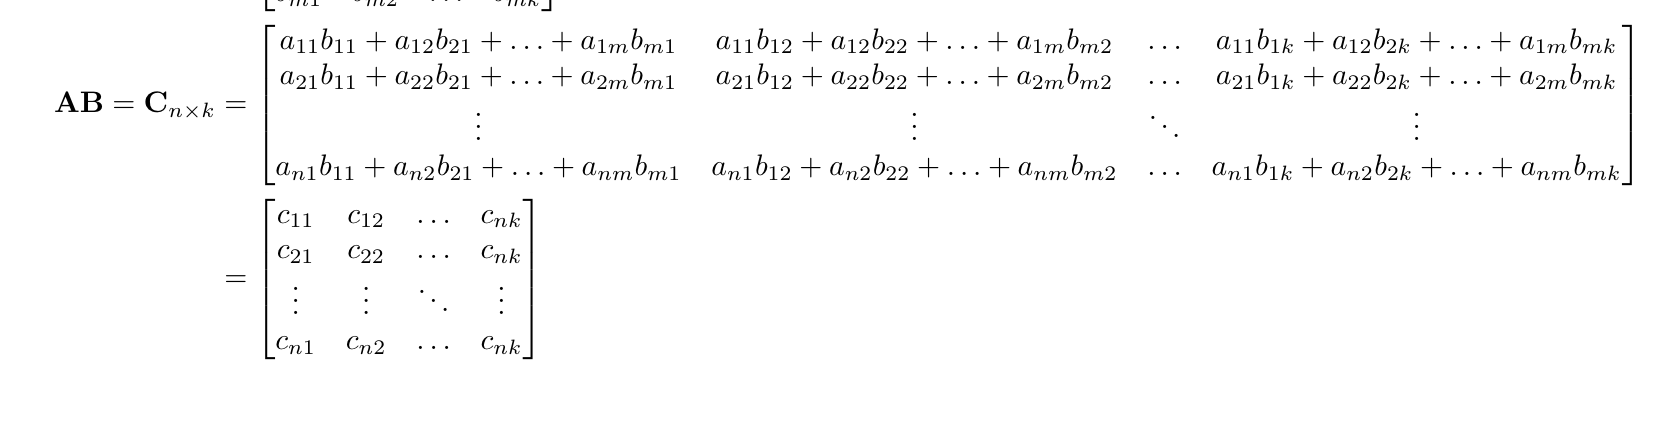 b_{m1} b_{m2} … b_{mk}
AB = C_{n×k} = [a_{11}b_{11} + a_{12}b_{21} + … + a_{1m}b_{m1} a_{11}b_{12} + a_{12}b_{22} + … + a_{1m}b_{m2} … a_{11}b_{1k} + a_{12}b_{2k} + … + a_{1m}b_{mk}
a_{21}b_{11} + a_{22}b_{21} + … + a_{2m}b_{m1} a_{21}b_{12} + a_{22}b_{22} + … + a_{2m}b_{m2} … a_{21}b_{1k} + a_{22}b_{2k} + … + a_{2m}b_{mk}
⋮ ⋮ ⋱ ⋮
a_{n1}b_{11} + a_{n2}b_{21} + … + a_{nm}b_{m1} a_{n1}b_{12} + a_{n2}b_{22} + … + a_{nm}b_{m2} … a_{n1}b_{1k} + a_{n2}b_{2k} + … + a_{nm}b_{mk}]
= [c_{11} c_{12} … c_{nk}
c_{21} c_{22} … c_{nk}
⋮ ⋮ ⋱ ⋮
c_{n1} c_{n2} … c_{nk}]